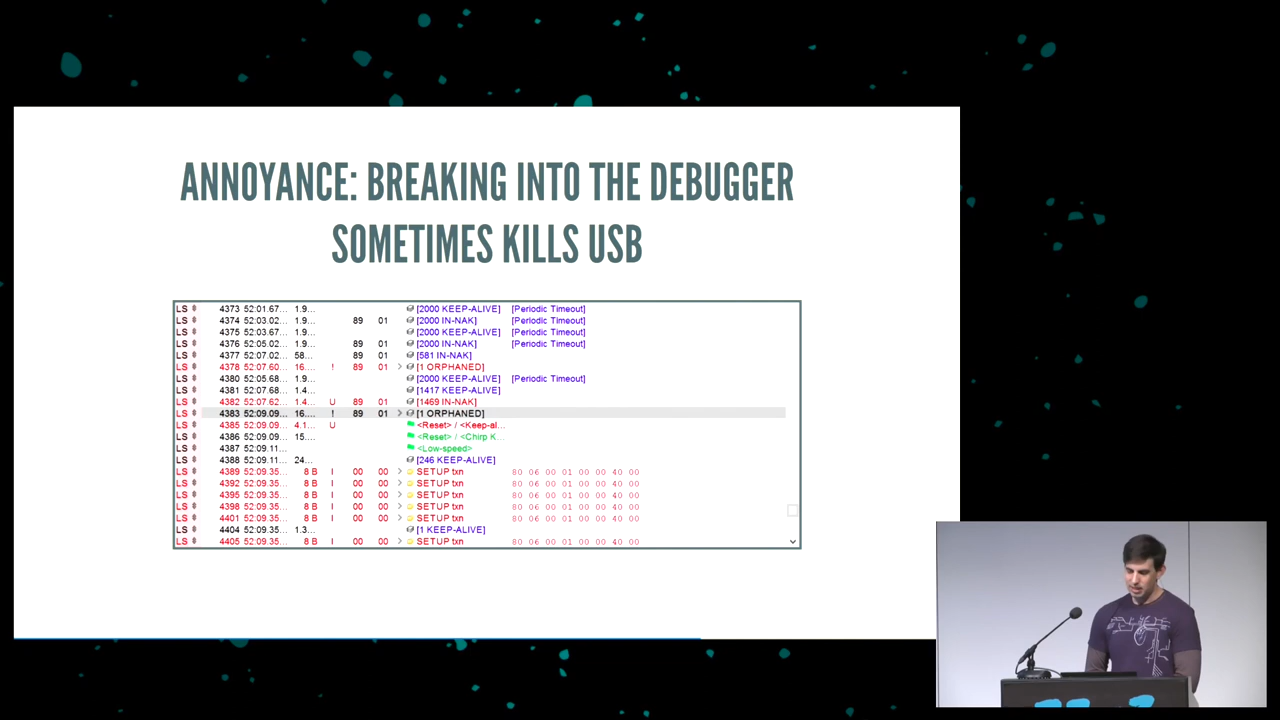 ANNOYANCE: BREAKING INTO THE DEBUGGER
SOMETIMES KILLS USB
LS 4373 52:01.67... 1.9... [2000 KEEP-ALIVE] [Periodic Timeout]
LS 4374 52:03.02... 1.9... 89 01 [2000 IN-NAK] [Periodic Timeout]
LS 4375 52:03.67... 1.9... [2000 KEEP-ALIVE] [Periodic Timeout]
LS 4376 52:05.02... 1.9... 89 01 [2000 IN-NAK] [Periodic Timeout]
LS 4377 52:07.02... 58... 89 01 [581 IN-NAK]
LS 4378 52:07.60... 16.... ! 89 01 > [1 ORPHANED]
LS 4380 52:05.68... 1.9... [2000 KEEP-ALIVE] [Periodic Timeout]
LS 4381 52:07.68... 1.4... [1417 KEEP-ALIVE]
LS 4382 52:07.62... 1.4... U 89 01 [1469 IN-NAK]
LS 4383 52:09.09... 16.... ! 89 01 > [1 ORPHANED]
LS 4385 52:09.09... 4.1... U <Reset> / <Keep-al...
LS 4386 52:09.09... 15.... <Reset> / <Chirp K...
LS 4387 52:09.11... <Low-speed>
LS 4388 52:09.11... 24... [246 KEEP-ALIVE]
LS 4389 52:09.35... 8 B I 00 00 > SETUP txn 80 06 00 01 00 00 40 00
LS 4392 52:09.35... 8 B I 00 00 > SETUP txn 80 06 00 01 00 00 40 00
LS 4395 52:09.35... 8 B I 00 00 > SETUP txn 80 06 00 01 00 00 40 00
LS 4398 52:09.35... 8 B I 00 00 > SETUP txn 80 06 00 01 00 00 40 00
LS 4401 52:09.35... 8 B I 00 00 > SETUP txn 80 06 00 01 00 00 40 00
LS 4404 52:09.35... 1.3... [1 KEEP-ALIVE]
LS 4405 52:09.35... 8 B I 00 00 > SETUP txn 80 06 00 01 00 00 40 00